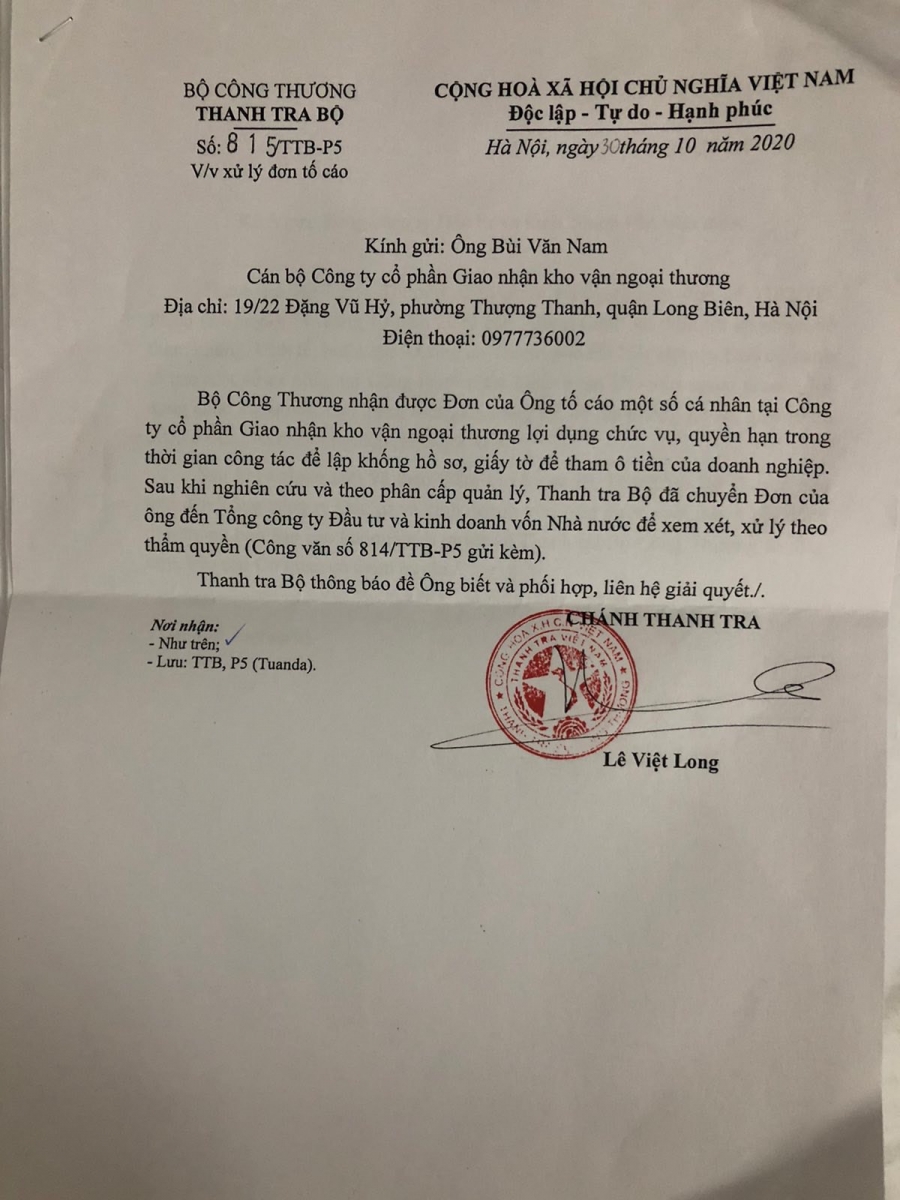 BỘ CÔNG THƯƠNG
THANH TRA BỘ
Số: 815/TTB-P5
V/v xử lý đơn tố cáo
CỘNG HOÀ XÃ HỘI CHỦ NGHĨA VIỆT NAM
Độc lập - Tự do - Hạnh phúc
Hà Nội, ngày 30 tháng 10 năm 2020
Kính gửi: Ông Bùi Văn Nam
Cán bộ Công ty cổ phần Giao nhận kho vận ngoại thương
Địa chỉ: 19/22 Đặng Vũ Hỷ, phường Thượng Thanh, quận Long Biên, Hà Nội
Điện thoại: 0977736002
Bộ Công Thương nhận được Đơn của Ông tố cáo một số cá nhân tại Công
ty cổ phần Giao nhận kho vận ngoại thương lợi dụng chức vụ, quyền hạn trong
thời gian công tác để lập khống hồ sơ, giấy tờ để tham ô tiền của doanh nghiệp.
Sau khi nghiên cứu và theo phân cấp quản lý, Thanh tra Bộ đã chuyển Đơn của
ông đến Tổng công ty Đầu tư và kinh doanh vốn Nhà nước để xem xét, xử lý theo
thẩm quyền (Công văn số 814/TTB-P5 gửi kèm).
Thanh tra Bộ thông báo đề Ông biết và phối hợp, liên hệ giải quyết./.
Nơi nhận:
- Như trên;
- Lưu: TTB, P5 (Tuanda).
CHÁNH THANH TRA
CỘNG HÒA X.H.C.N VIỆT NAM
THANH TRA VIỆT NAM
Lê Việt Long